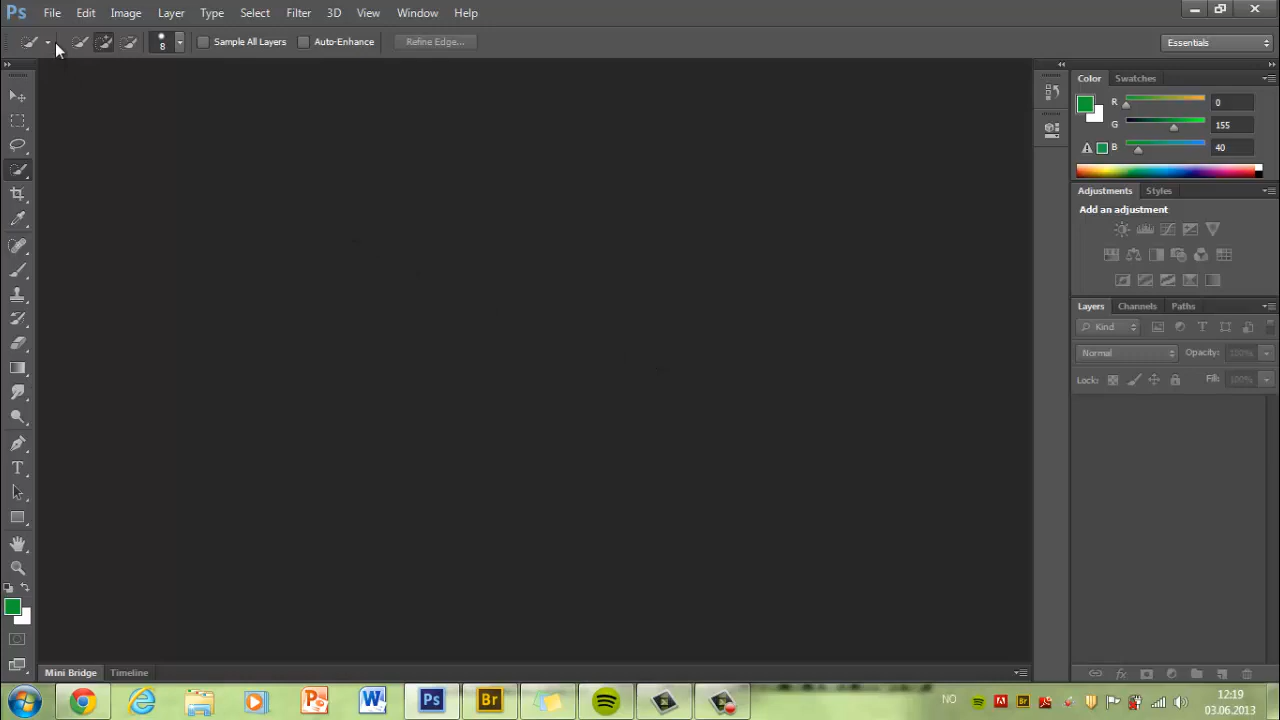 Ps File Edit Image Layer Type Select Filter 3D View Window Help
8 Sample All Layers Auto-Enhance Refine Edge... Essentials
Color Swatches
R 0
G 155
B 40
Adjustments Styles
Add an adjustment
Layers Channels Paths
Kind
Normal Opacity:
Lock: Fill: 100%
Mini Bridge Timeline
Ps Br NO 12:19
03.06.2013